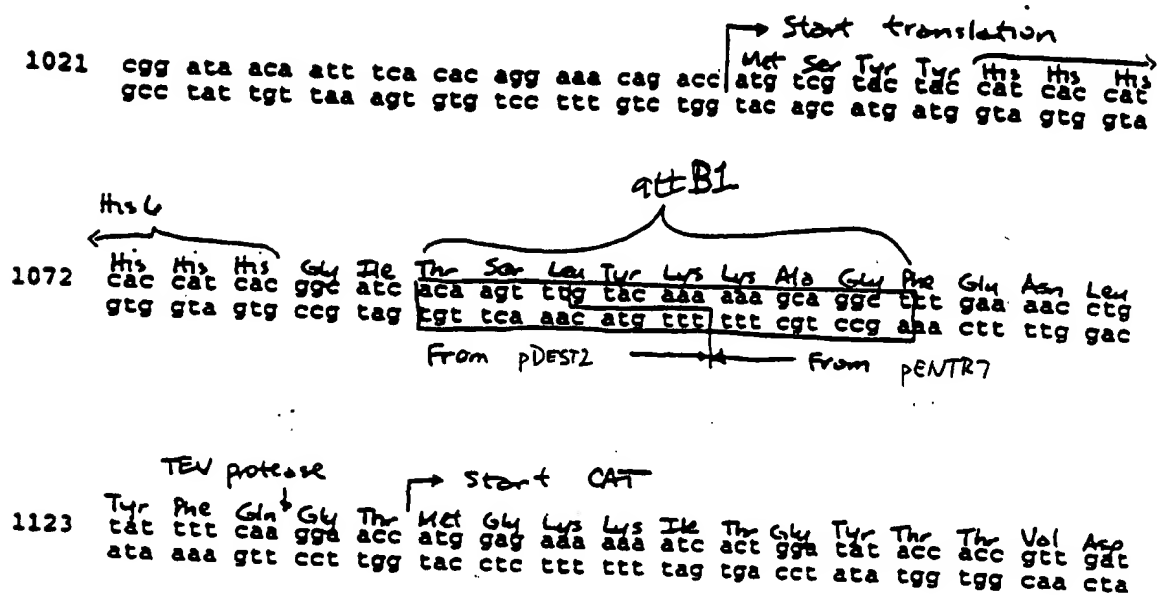 Start translation
Met Ser Tyr Tyr His His His
1021 cgg ata aca att tca cac agg aaa cag acc atg tcg tac tac cat cac cat
gcc tat tgt taa agt gtg tcc ttt gtc tgg tac agc atg atg gta gtg gta
attB1
His 6
His His His Gly Ile Thr Ser Leu Tyr Lys Lys Ala Gly Phe Glu Asn Leu
1072 cac cat cac ggc atc aca agt ttg tac aaa aaa gca ggc ttt gaa aac ctg
gtg gta gtg ccg tag tgt tca aac atg ttt ttt cgt ccg aaa ctt ttg gac
From pDEST2 From pENTR7
TEV protease Start CAT
Tyr Phe Gln Gly Thr Met Gly Lys Lys Ile Thr Gly Tyr Thr Thr Val Asp
1123 tat ttt caa gga acc atg gag aaa aaa atc act gga tat acc acc gtt gat
ata aaa gtt cct tgg tac ctc ttt ttt tag tga cct ata tgg tgg caa cta